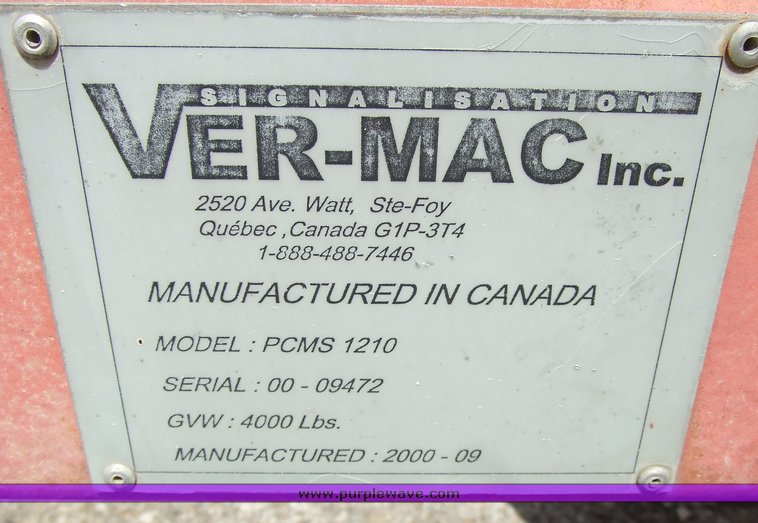 SIGNALISATION
VER-MAC Inc.
2520 Ave. Watt, Ste-Foy
Québec ,Canada G1P-3T4
1-888-488-7446
MANUFACTURED IN CANADA
MODEL : PCMS 1210
SERIAL : 00 - 09472
GVW : 4000 Lbs.
MANUFACTURED : 2000 - 09
www.purplewave.com